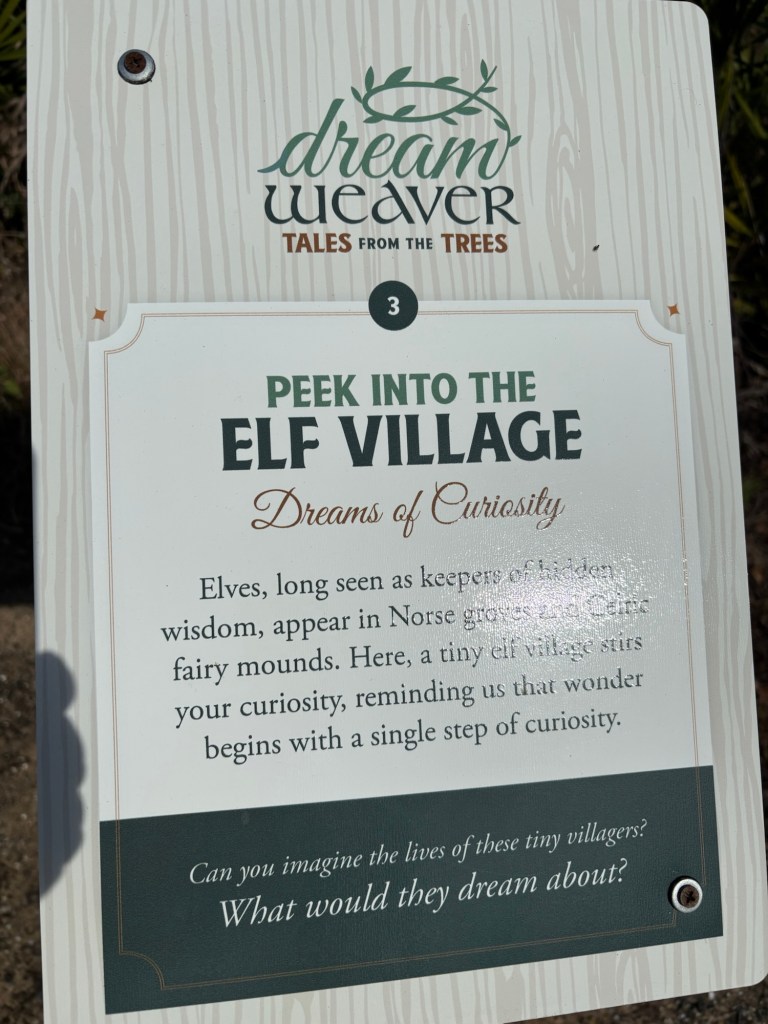 dream
WEAVER
TALES FROM THE TREES
3
PEEK INTO THE
ELF VILLAGE
Dreams of Curiosity
Elves, long seen as keepers of hidden
wisdom, appear in Norse groves and Celtic
fairy mounds. Here, a tiny elf village stirs
your curiosity, reminding us that wonder
begins with a single step of curiosity.
Can you imagine the lives of these tiny villagers?
What would they dream about?